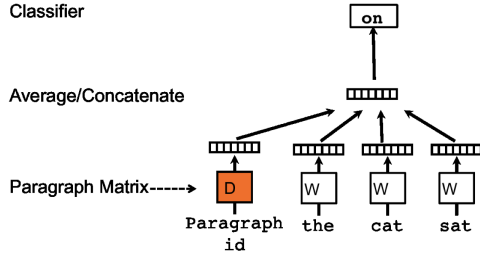 Classifier
on
Average/Concatenate
Paragraph Matrix
D
W
W
W
Paragraph
id
the
cat
sat